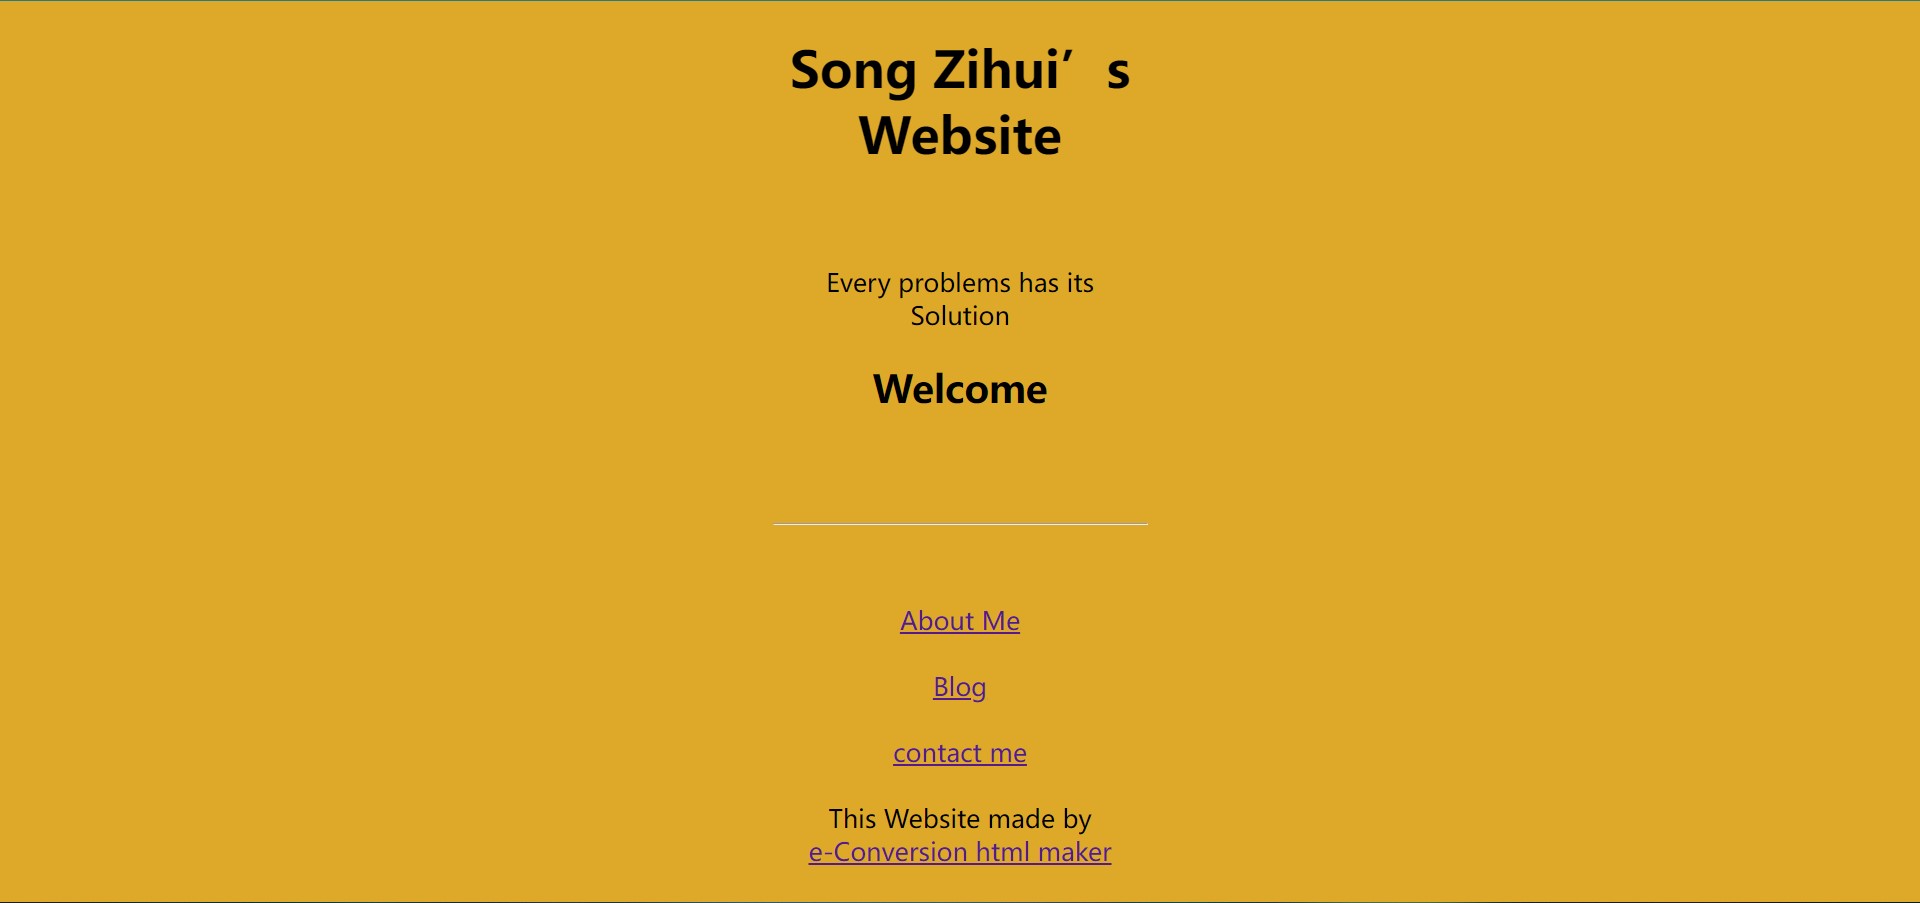 Song Zihui’s
Website
Every problems has its
Solution
Welcome
About Me
Blog
contact me
This Website made by
e-Conversion html maker